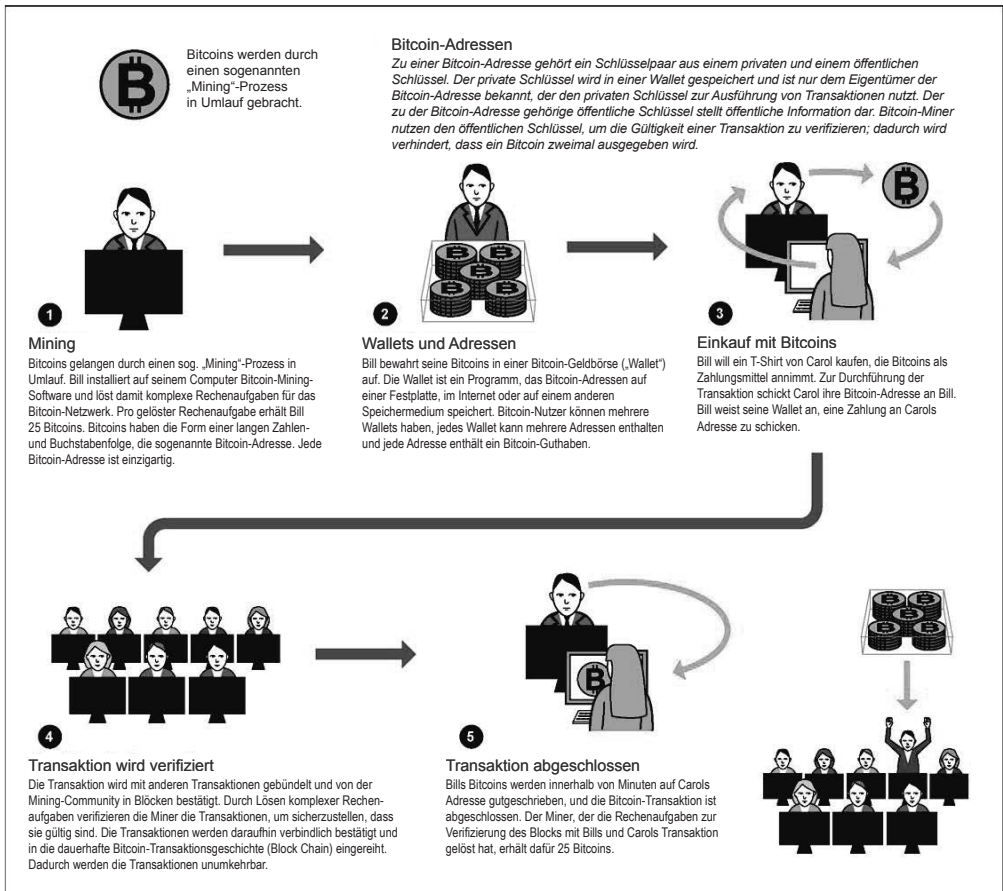 Bitcoins werden durch
einen sogenannten
„Mining“-Prozess
in Umlauf gebracht.
Bitcoin-Adressen
Zu einer Bitcoin-Adresse gehört ein Schlüsselpaar aus einem privaten und einem öffentlichen
Schlüssel. Der private Schlüssel wird in einer Wallet gespeichert und ist nur dem Eigentümer der
Bitcoin-Adresse bekannt, der den privaten Schlüssel zur Ausführung von Transaktionen nutzt. Der
zu der Bitcoin-Adresse gehörige öffentliche Schlüssel stellt öffentliche Information dar. Bitcoin-Miner
nutzen den öffentlichen Schlüssel, um die Gültigkeit einer Transaktion zu verifizieren; dadurch wird
verhindert, dass ein Bitcoin zweimal ausgegeben wird.
1
Mining
Bitcoins gelangen durch einen sog. „Mining“-Prozess in
Umlauf. Bill installiert auf seinem Computer Bitcoin-Mining-
Software und löst damit komplexe Rechenaufgaben für das
Bitcoin-Netzwerk. Pro gelöster Rechenaufgabe erhält Bill
25 Bitcoins. Bitcoins haben die Form einer langen Zahlen-
und Buchstabenfolge, die sogenannte Bitcoin-Adresse. Jede
Bitcoin-Adresse ist einzigartig.
2
Wallets und Adressen
Bill bewahrt seine Bitcoins in einer Bitcoin-Geldbörse („Wallet“)
auf. Die Wallet ist ein Programm, das Bitcoin-Adressen auf
einer Festplatte, im Internet oder auf einem anderen
Speichermedium speichert. Bitcoin-Nutzer können mehrere
Wallets haben, jedes Wallet kann mehrere Adressen enthalten
und jede Adresse enthält ein Bitcoin-Guthaben.
3
Einkauf mit Bitcoins
Bill will ein T-Shirt von Carol kaufen, die Bitcoins als
Zahlungsmittel annimmt. Zur Durchführung der
Transaktion schickt Carol ihre Bitcoin-Adresse an Bill.
Bill weist seine Wallet an, eine Zahlung an Carols
Adresse zu schicken.
4
Transaktion wird verifiziert
Die Transaktion wird mit anderen Transaktionen gebündelt und von der
Mining-Community in Blöcken bestätigt. Durch Lösen komplexer Rechen-
aufgaben verifizieren die Miner die Transaktionen, um sicherzustellen, dass
sie gültig sind. Die Transaktionen werden daraufhin verbindlich bestätigt und
in die dauerhafte Bitcoin-Transaktionsgeschichte (Block Chain) eingereiht.
Dadurch werden die Transaktionen unumkehrbar.
5
Transaktion abgeschlossen
Bills Bitcoins werden innerhalb von Minuten auf Carols
Adresse gutgeschrieben, und die Bitcoin-Transaktion ist
abgeschlossen. Der Miner, der die Rechenaufgaben zur
Verifizierung des Blocks mit Bills und Carols Transaktion
gelöst hat, erhält dafür 25 Bitcoins.